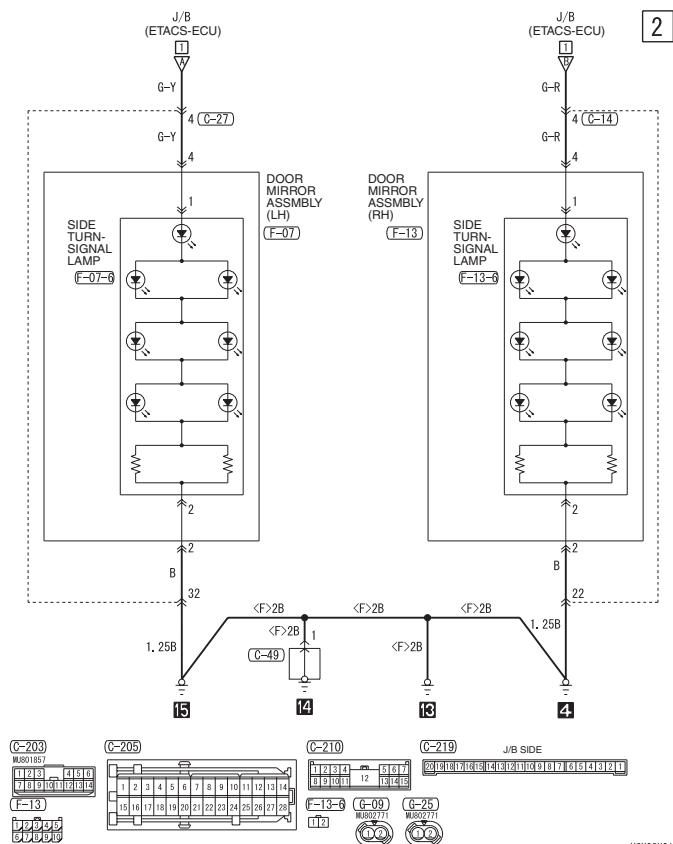 J/B
(ETACS-ECU)
1
A
G-Y
4 C-27
G-Y
4
DOOR
MIRROR
ASSMBLY
(LH)
F-07
1
SIDE
TURN-
SIGNAL
LAMP
F-07-6
2
2
B
32
1.25B
15
J/B
(ETACS-ECU)
2
1
B
G-R
4 C-14
G-R
4
DOOR
MIRROR
ASSMBLY
(RH)
F-13
1
SIDE
TURN-
SIGNAL
LAMP
F-13-6
2
2
B
22
1.25B
4
<F>2B <F>2B <F>2B
<F>2B 1 <F>2B
C-49
14
13
C-203
MU801857
1 2 3 4 5 6
7 8 9 10 11 12 13 14
C-205
1 2 3 4 5 6 7 8 9 10 11 12 13 14
15 16 17 18 19 20 21 22 23 24 25 26 27 28
C-210
1 2 3 4 12 5 6 7
8 9 10 11 13 14 15
C-219
J/B SIDE
20 19 18 17 16 15 14 13 12 11 10 9 8 7 6 5 4 3 2 1
F-13
1 2 3 4 5
6 7 8 9 10
F-13-6
1 2
G-09
MU802771
1 2
G-25
MU802771
1 2